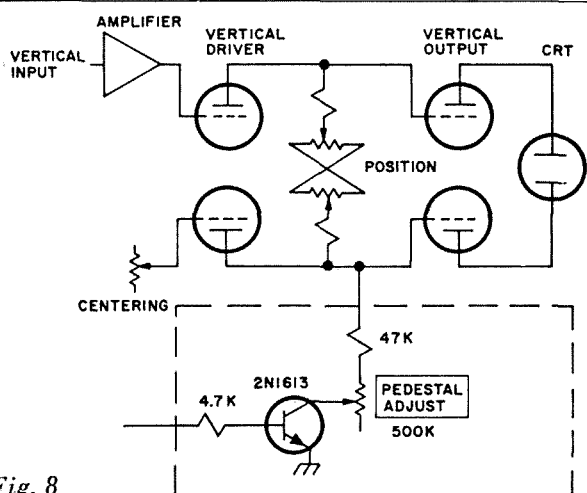 AMPLIFIER
VERTICAL
INPUT
VERTICAL
DRIVER
VERTICAL
OUTPUT
CRT
POSITION
CENTERING
47K
2N1613
4.7K
PEDESTAL
ADJUST
500K
Fig. 8